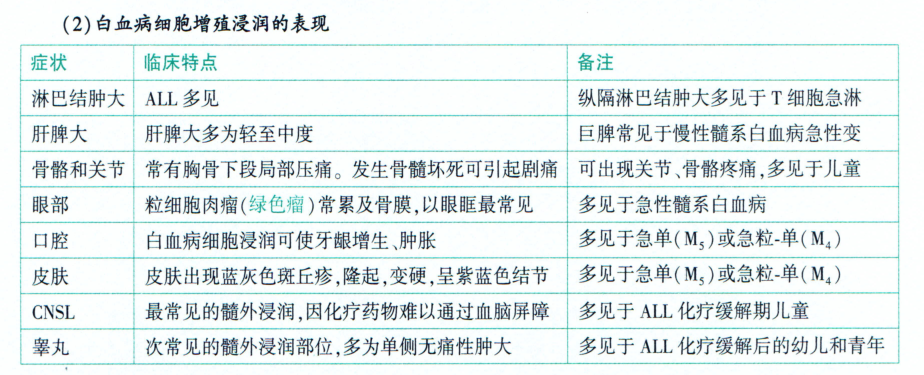 (2)白血病细胞增殖浸润的表现
症状 临床特点 备注
淋巴结肿大 ALL 多见 纵隔淋巴结肿大多见于 T 细胞急淋
肝脾大 肝脾大多为轻至中度 巨脾常见于慢性髓系白血病急性变
骨骼和关节 常有胸骨下段局部压痛。发生骨髓坏死可引起剧痛 可出现关节、骨骼疼痛,多见于儿童
眼部 粒细胞肉瘤(绿色瘤)常累及骨膜,以眼眶最常见 多见于急性髓系白血病
口腔 白血病细胞浸润可使牙龈增生、肿胀 多见于急单(M₅)或急粒-单(M₄)
皮肤 皮肤出现蓝灰色斑丘疹,隆起,变硬,呈紫蓝色结节 多见于急单(M₅)或急粒-单(M₄)
CNSL 最常见的髓外浸润,因化疗药物难以通过血脑屏障 多见于 ALL 化疗缓解期儿童
睾丸 次常见的髓外浸润部位,多为单侧无痛性肿大 多见于 ALL 化疗缓解后的幼儿和青年